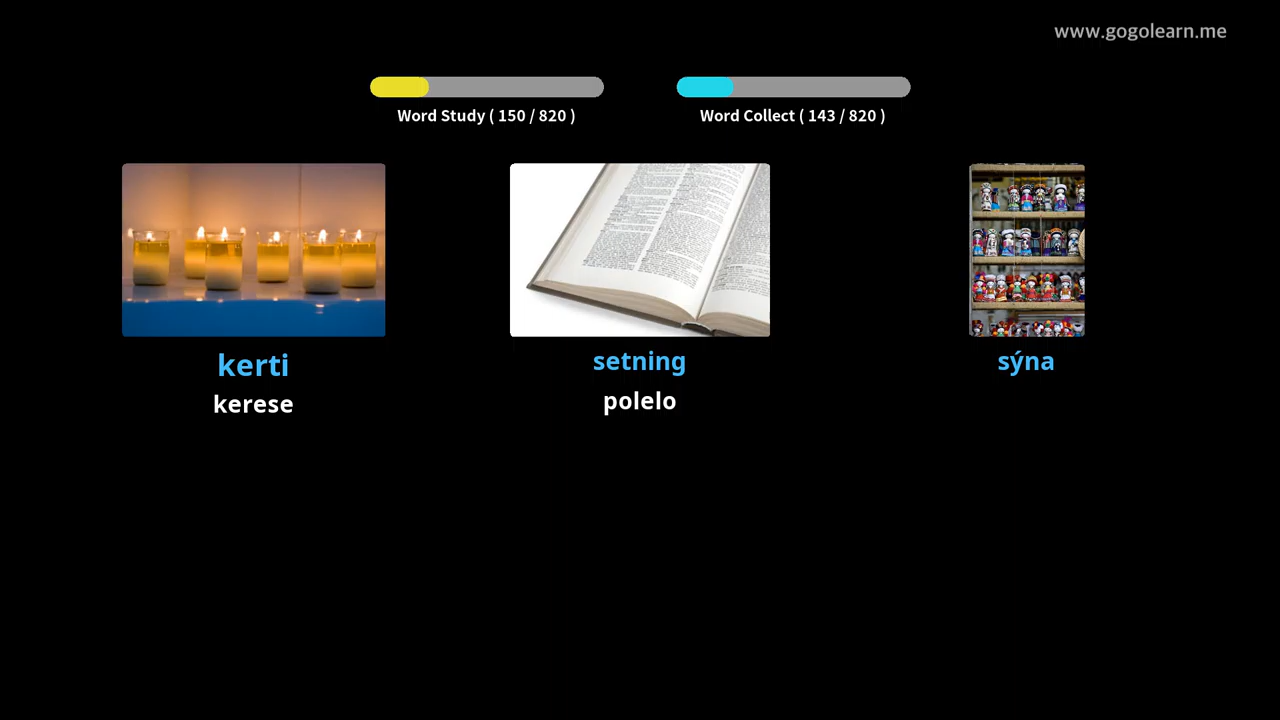 www.gogolearn.me
Word Study ( 150 / 820 )
Word Collect ( 143 / 820 )
kerti
kerese
setning
polelo
sýna